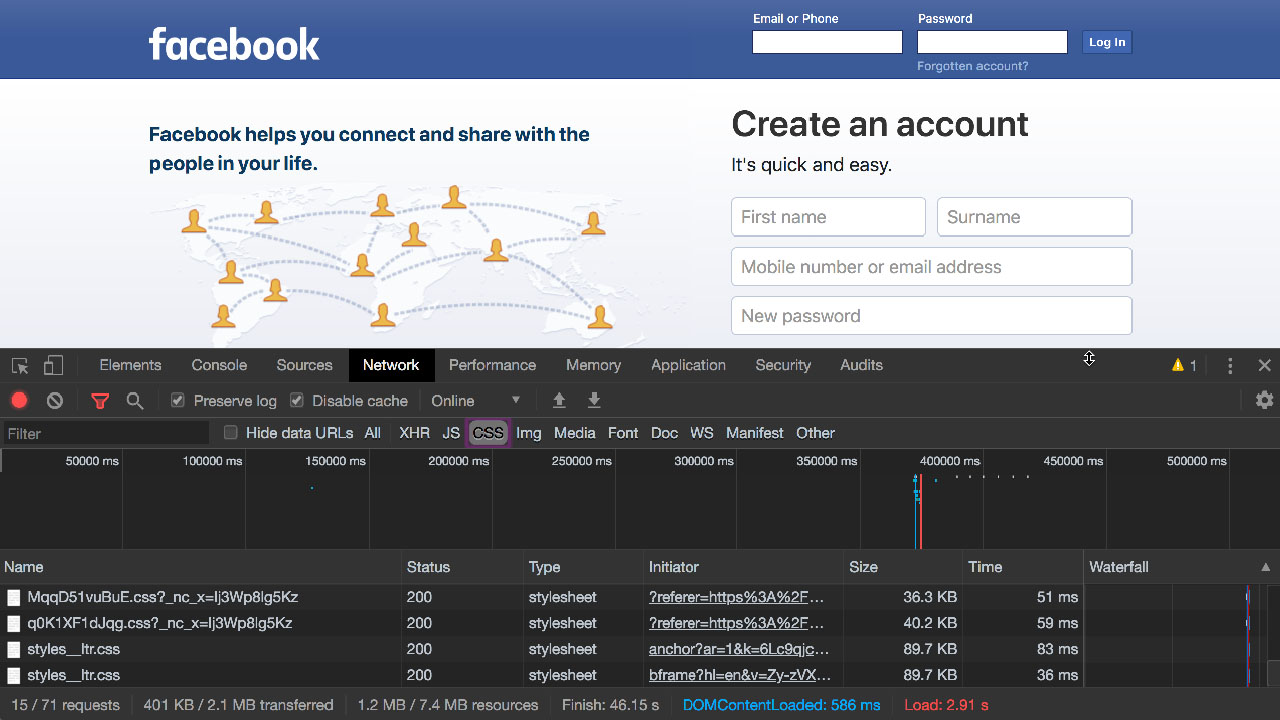 facebook
Email or Phone
Password
Log In
Forgotten account?
Facebook helps you connect and share with the
people in your life.
Create an account
It's quick and easy.
First name
Surname
Mobile number or email address
New password
Elements Console Sources Network Performance Memory Application Security Audits 1
Preserve log Disable cache Online
Filter Hide data URLs All XHR JS CSS Img Media Font Doc WS Manifest Other
50000 ms 100000 ms 150000 ms 200000 ms 250000 ms 300000 ms 350000 ms 400000 ms 450000 ms 500000 ms
Name Status Type Initiator Size Time Waterfall
MqqD51vuBuE.css?_nc_x=Ij3Wp8lg5Kz 200 stylesheet ?referer=https%3A%2F... 36.3 KB 51 ms
q0K1XF1dJqg.css?_nc_x=Ij3Wp8lg5Kz 200 stylesheet ?referer=https%3A%2F... 40.2 KB 59 ms
styles__ltr.css 200 stylesheet anchor?ar=1&k=6Lc9qjc... 89.7 KB 83 ms
styles__ltr.css 200 stylesheet bframe?hl=en&v=Zy-zVX... 89.7 KB 36 ms
15 / 71 requests 401 KB / 2.1 MB transferred 1.2 MB / 7.4 MB resources Finish: 46.15 s DOMContentLoaded: 586 ms Load: 2.91 s